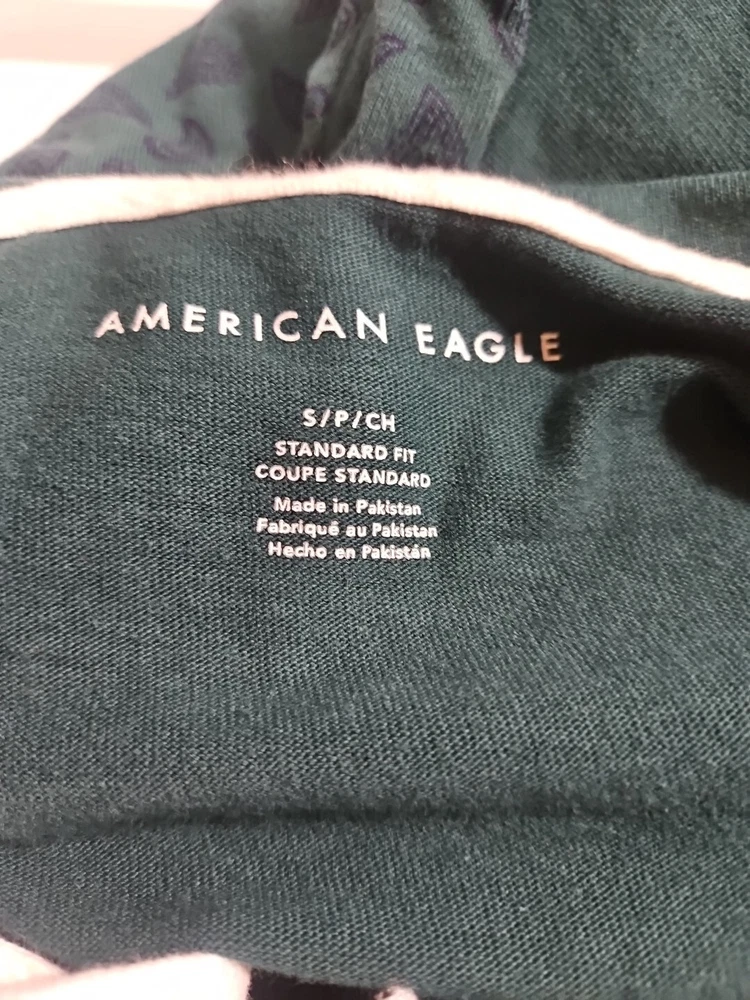 AMERICAN EAGLE
S/P/CH
STANDARD FIT
COUPE STANDARD
Made in Pakistan
Fabriqué au Pakistan
Hecho en Pakistán